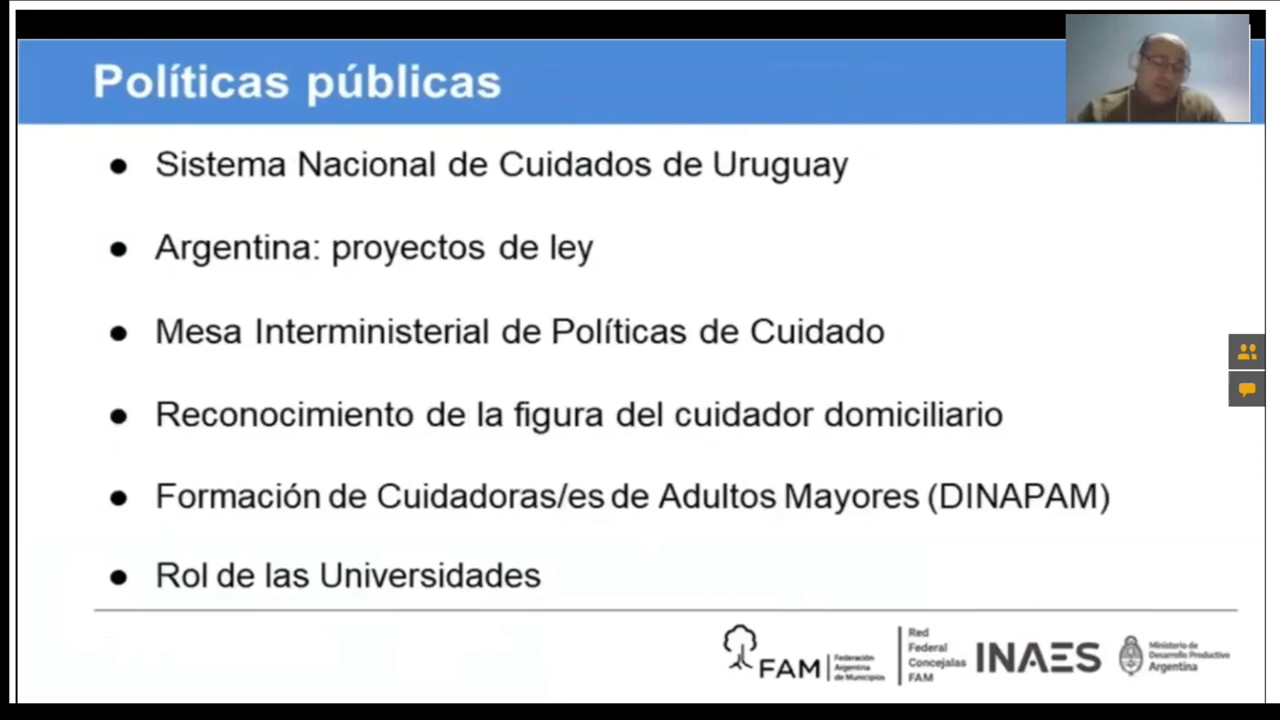 Políticas públicas
● Sistema Nacional de Cuidados de Uruguay
● Argentina: proyectos de ley
● Mesa Interministerial de Políticas de Cuidado
● Reconocimiento de la figura del cuidador domiciliario
● Formación de Cuidadoras/es de Adultos Mayores (DINAPAM)
● Rol de las Universidades
FAM
Federación
Argentina
de Municipios
Red
Federal
Concejalas
FAM
INAES
Ministerio de
Desarrollo Productivo
Argentina